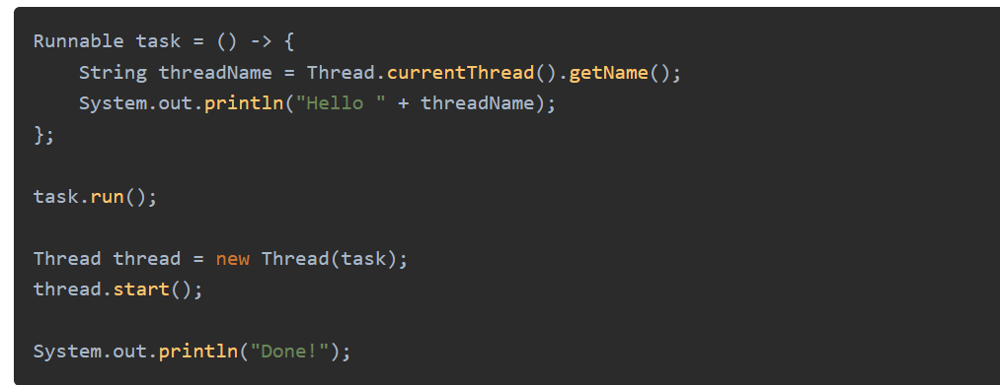 Runnable task = () -> {
    String threadName = Thread.currentThread().getName();
    System.out.println("Hello " + threadName);
};

task.run();

Thread thread = new Thread(task);
thread.start();

System.out.println("Done!");